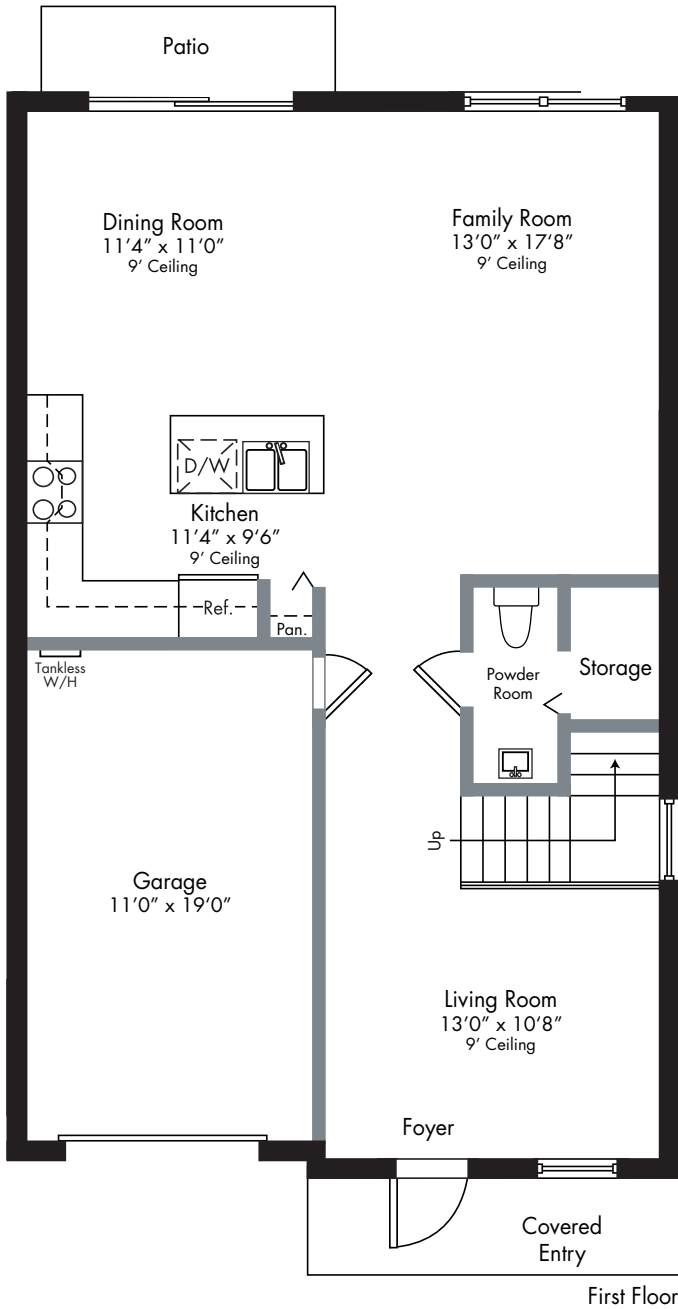 Patio
Dining Room
11‘4” x 11‘0”
9’ Ceiling
Family Room
13‘0” x 17‘8”
9’ Ceiling
D/W
Kitchen
11‘4” x 9‘6”
9’ Ceiling
Ref.
Pan.
Tankless
W/H
Powder
Room
Storage
Up
Garage
11‘0” x 19‘0”
Living Room
13‘0” x 10‘8”
9’ Ceiling
Foyer
Covered
Entry
First Floor